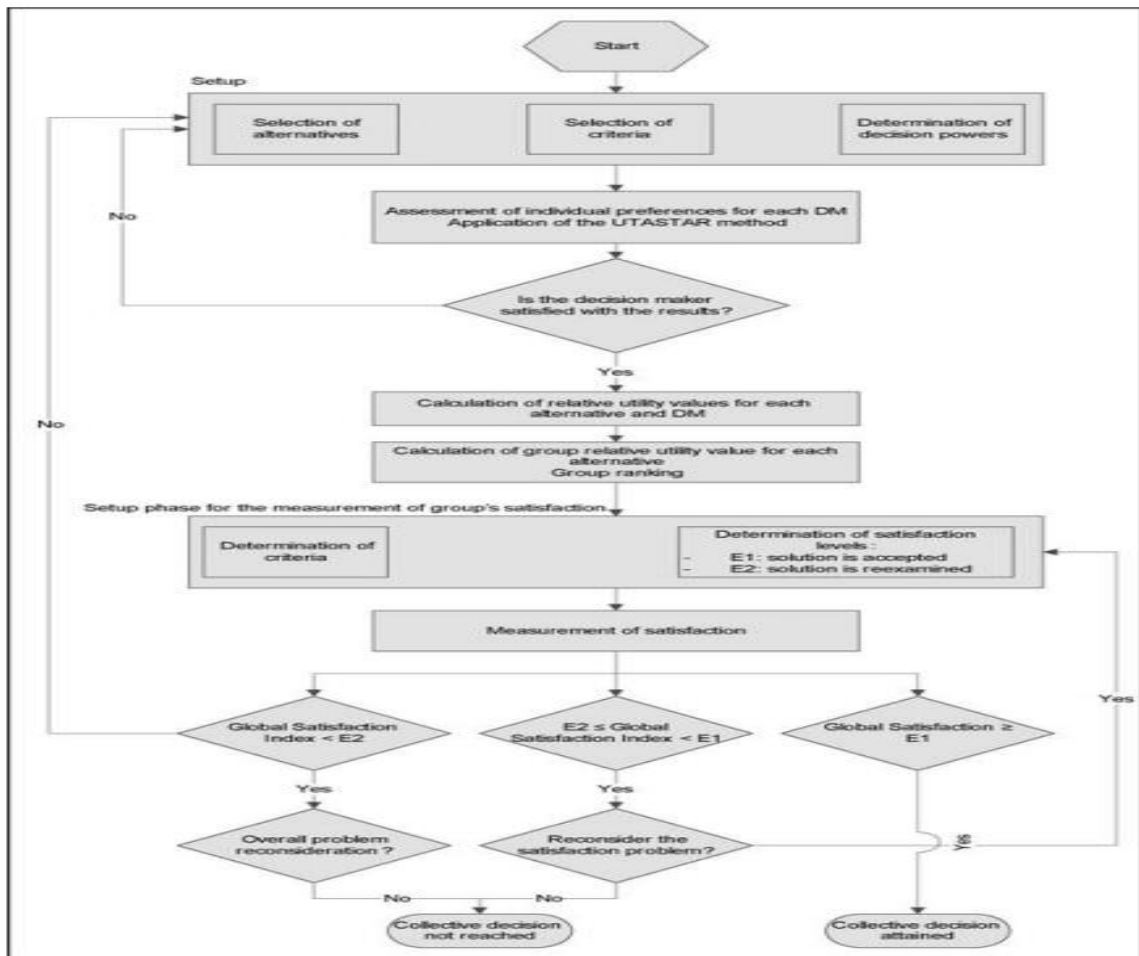 Start
Setup
Selection of
alternatives
Selection of
criteria
Determination of
decision powers
No
No
Assessment of individual preferences for each DM
Application of the UTASTAR method
Is the decision maker
satisfied with the results?
Yes
Calculation of relative utility values for each
alternative and DM
Calculation of group relative utility value for each
alternative
Group ranking
Setup phase for the measurement of group's satisfaction
Determination of
criteria
Determination of satisfaction
levels :
- E1: solution is accepted
- E2: solution is reexamined
Measurement of satisfaction
Yes
Global Satisfaction
Index < E2
E2 ≤ Global
Satisfaction Index < E1
Global Satisfaction ≥
E1
Yes
Yes
Yes
Overall problem
reconsideration ?
Reconsider the
satisfaction problem?
No
No
Collective decision
not reached
Collective decision
attained